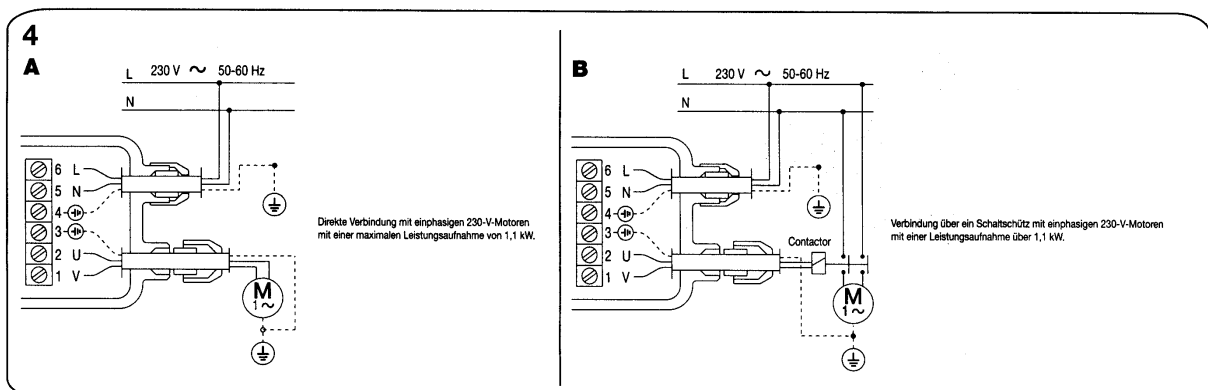 4
A
L 230 V ~ 50-60 Hz
N
6 L
5 N
4
3
2 U
1 V
M
1~
Direkte Verbindung mit einphasigen 230-V-Motoren
mit einer maximalen Leistungsaufnahme von 1,1 kW.
B
L 230 V ~ 50-60 Hz
N
6 L
5 N
4
3
2 U
1 V
Contactor
M
1~
Verbindung über ein Schaltschütz mit einphasigen 230-V-Motoren
mit einer Leistungsaufnahme über 1,1 kW.